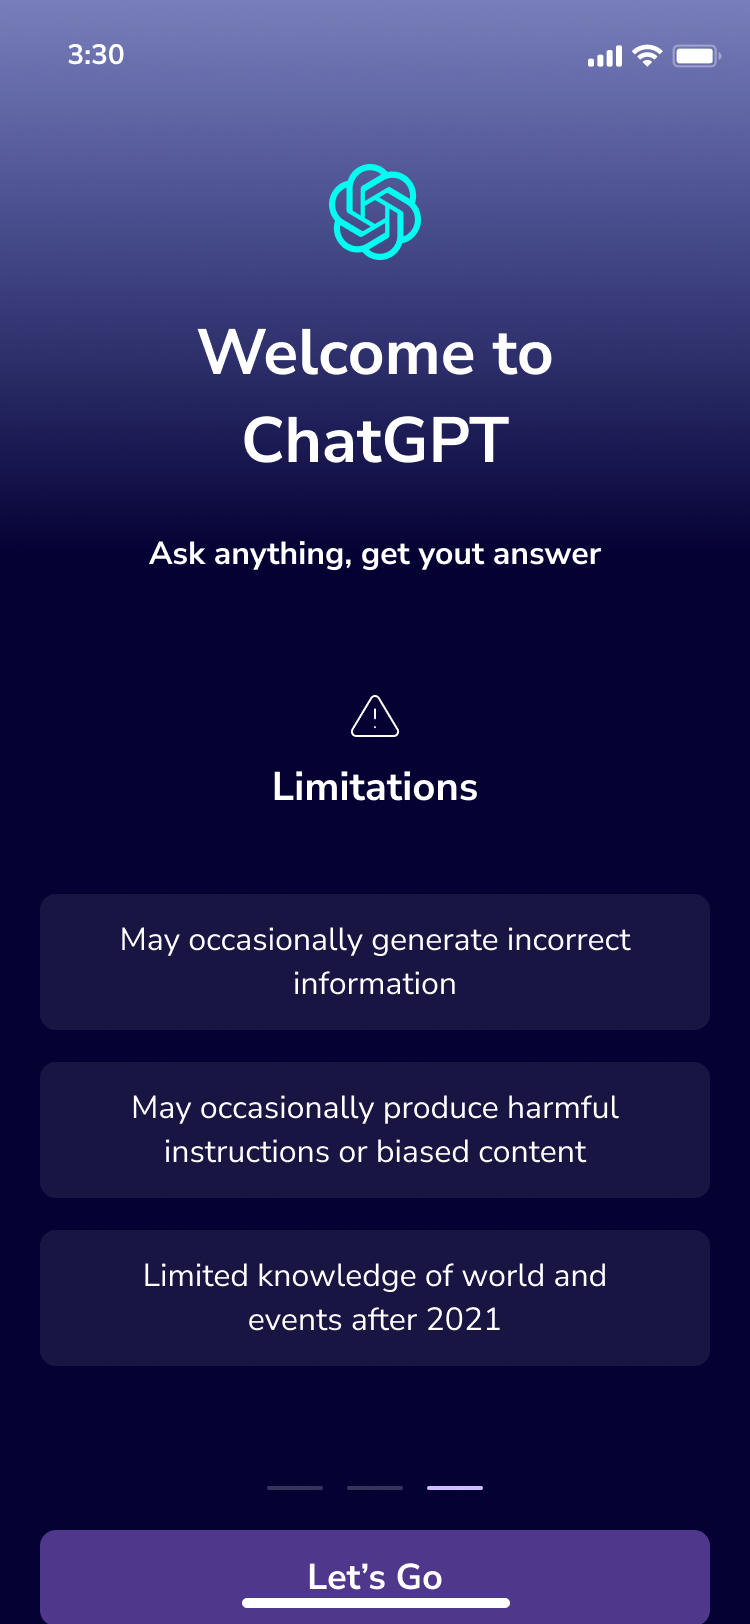 3:30
Welcome to
ChatGPT
Ask anything, get yout answer
Limitations
May occasionally generate incorrect
information
May occasionally produce harmful
instructions or biased content
Limited knowledge of world and
events after 2021
Let’s Go